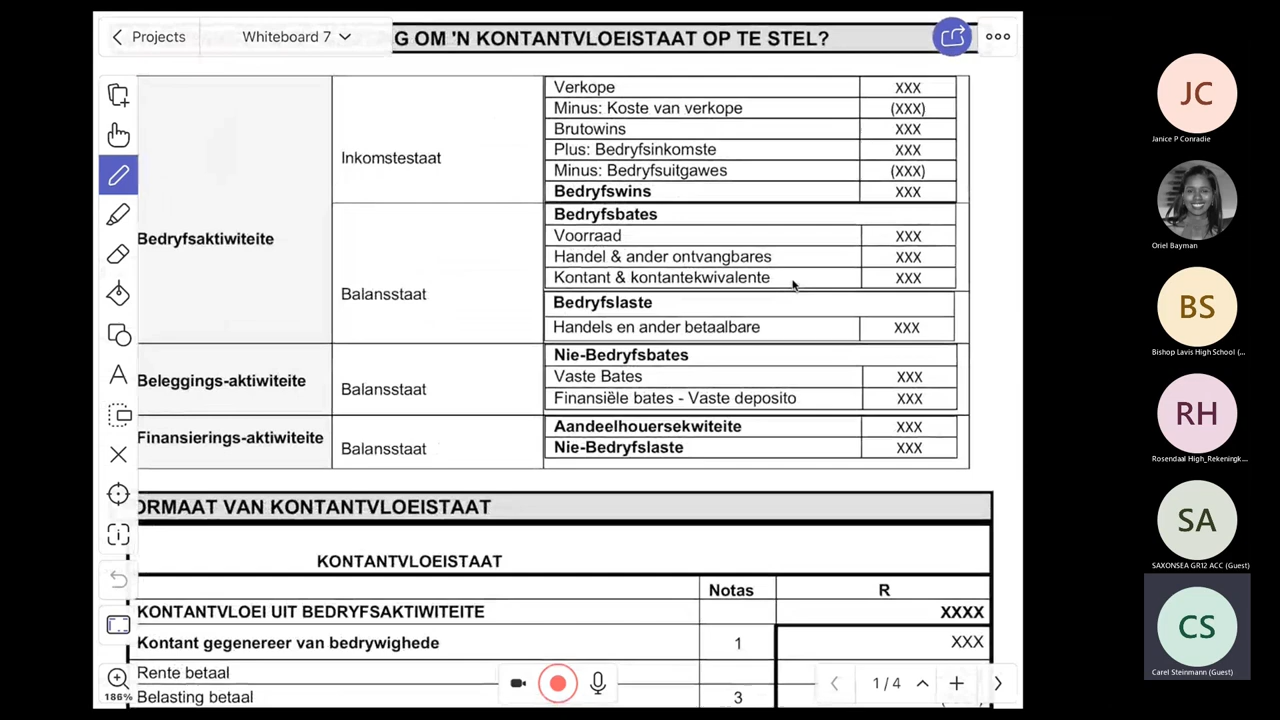 Projects
Whiteboard 7
G OM 'N KONTANTVLOEISTAAT OP TE STEL?
Verkope XXX
Minus: Koste van verkope (XXX)
Brutowins XXX
Inkomstestaat
Plus: Bedryfsinkomste XXX
Minus: Bedryfsuitgawes (XXX)
Bedryfswins XXX
Bedryfsaktiwiteite
Bedryfsbates
Voorraad XXX
Handel & ander ontvangbares XXX
Kontant & kontantekwivalente XXX
Balansstaat
Bedryfslaste
Handels en ander betaalbare XXX
Nie-Bedryfsbates
Beleggings-aktiwiteite
Balansstaat
Vaste Bates XXX
Finansiële bates - Vaste deposito XXX
Finansierings-aktiwiteite
Balansstaat
Aandeelhouersekwiteite XXX
Nie-Bedryfslaste XXX
ORMAAT VAN KONTANTVLOEISTAAT
KONTANTVLOEISTAAT
Notas R
KONTANTVLOEI UIT BEDRYFSAKTIWITEITE XXXX
Kontant gegenereer van bedrywighede 1 XXX
Rente betaal
Belasting betaal 3
186%
1/4
JC
Janice P Conradie
Oriel Bayman
BS
Bishop Lavis High School (...
RH
Rosendaal High_Rekeningk...
SA
SAXONSEA GR12 ACC (Guest)
CS
Carel Steinmann (Guest)